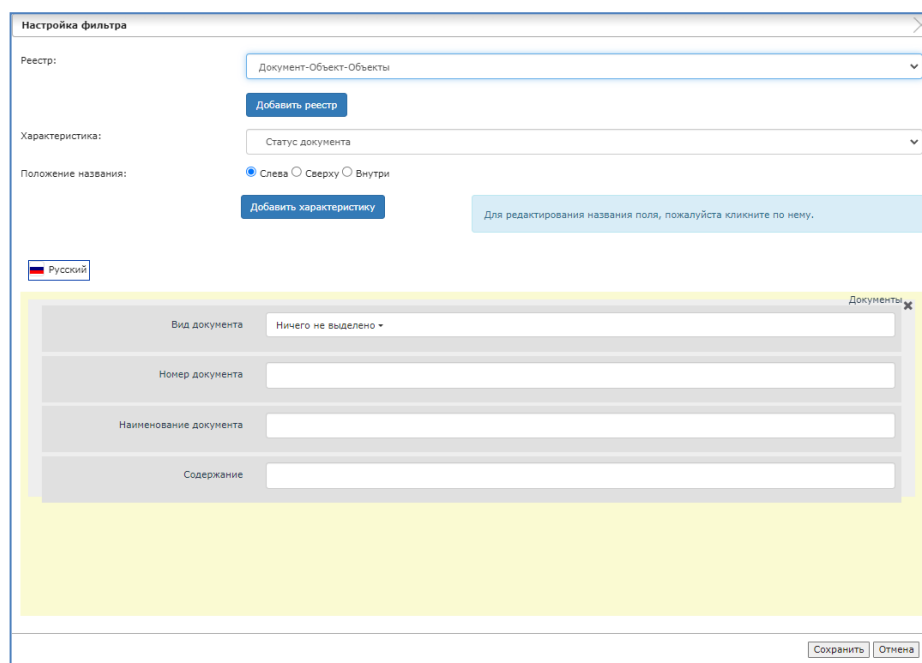 Настройка фильтра
Реестр:
Документ-Объект-Объекты
Добавить реестр
Характеристика:
Статус документа
Положение названия:
Слева Сверху Внутри
Добавить характеристику
Для редактирования названия поля, пожалуйста кликните по нему.
Русский
Документы
Вид документа
Ничего не выделено
Номер документа
Наименование документа
Содержание
Сохранить Отмена